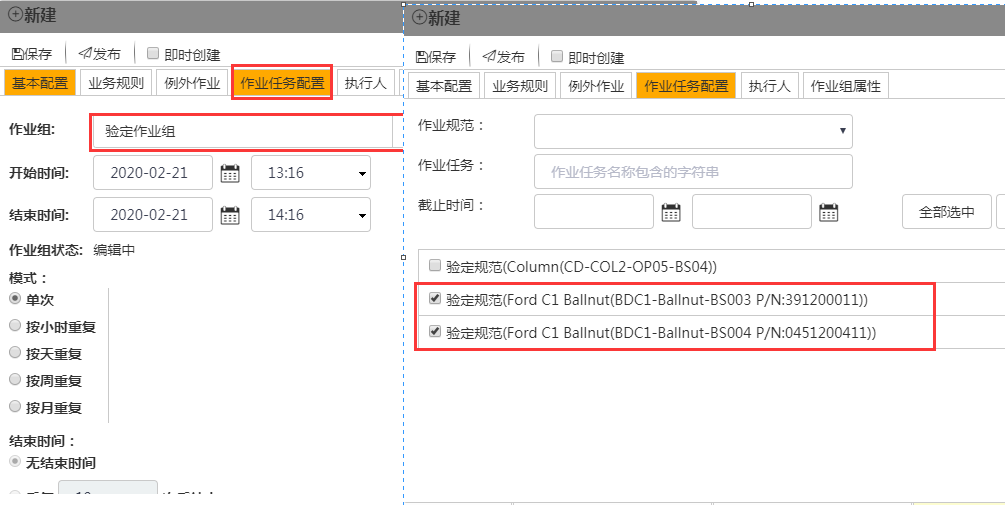 新建
保存 发布 即时创建
基本配置 业务规则 例外作业 作业任务配置 执行人
作业组: 验定作业组
开始时间: 2020-02-21 13:16
结束时间: 2020-02-21 14:16
作业组状态: 编辑中
模式：
单次
按小时重复
按天重复
按周重复
按月重复
结束时间：
无结束时间
新建
保存 发布 即时创建
基本配置 业务规则 例外作业 作业任务配置 执行人 作业组属性
作业规范：
作业任务： 作业任务名称包含的字符串
截止时间： 全部选中
验定规范(Column(CD-COL2-OP05-BS04))
验定规范(Ford C1 Ballnut(BDC1-Ballnut-BS003 P/N:391200011))
验定规范(Ford C1 Ballnut(BDC1-Ballnut-BS004 P/N:0451200411))